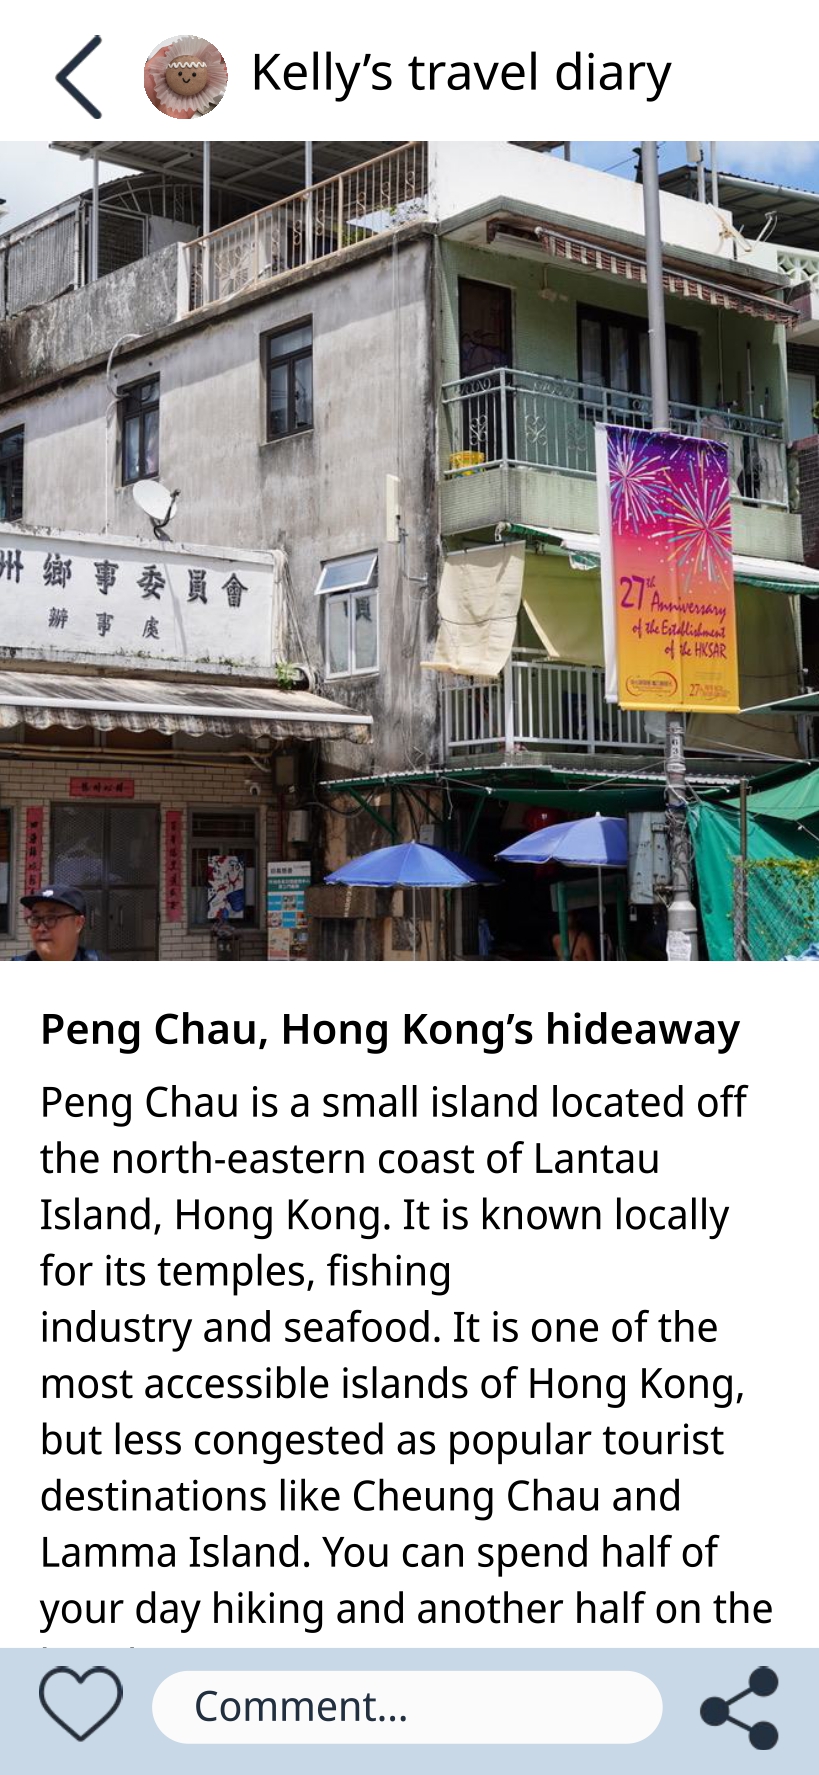 Kelly’s travel diary
州鄉事委員會
辦事處
27th Anniversary
of the Establishment
of the HKSAR
Peng Chau, Hong Kong’s hideaway
Peng Chau is a small island located off
the north-eastern coast of Lantau
Island, Hong Kong. It is known locally
for its temples, fishing
industry and seafood. It is one of the
most accessible islands of Hong Kong,
but less congested as popular tourist
destinations like Cheung Chau and
Lamma Island. You can spend half of
your day hiking and another half on the
Comment...